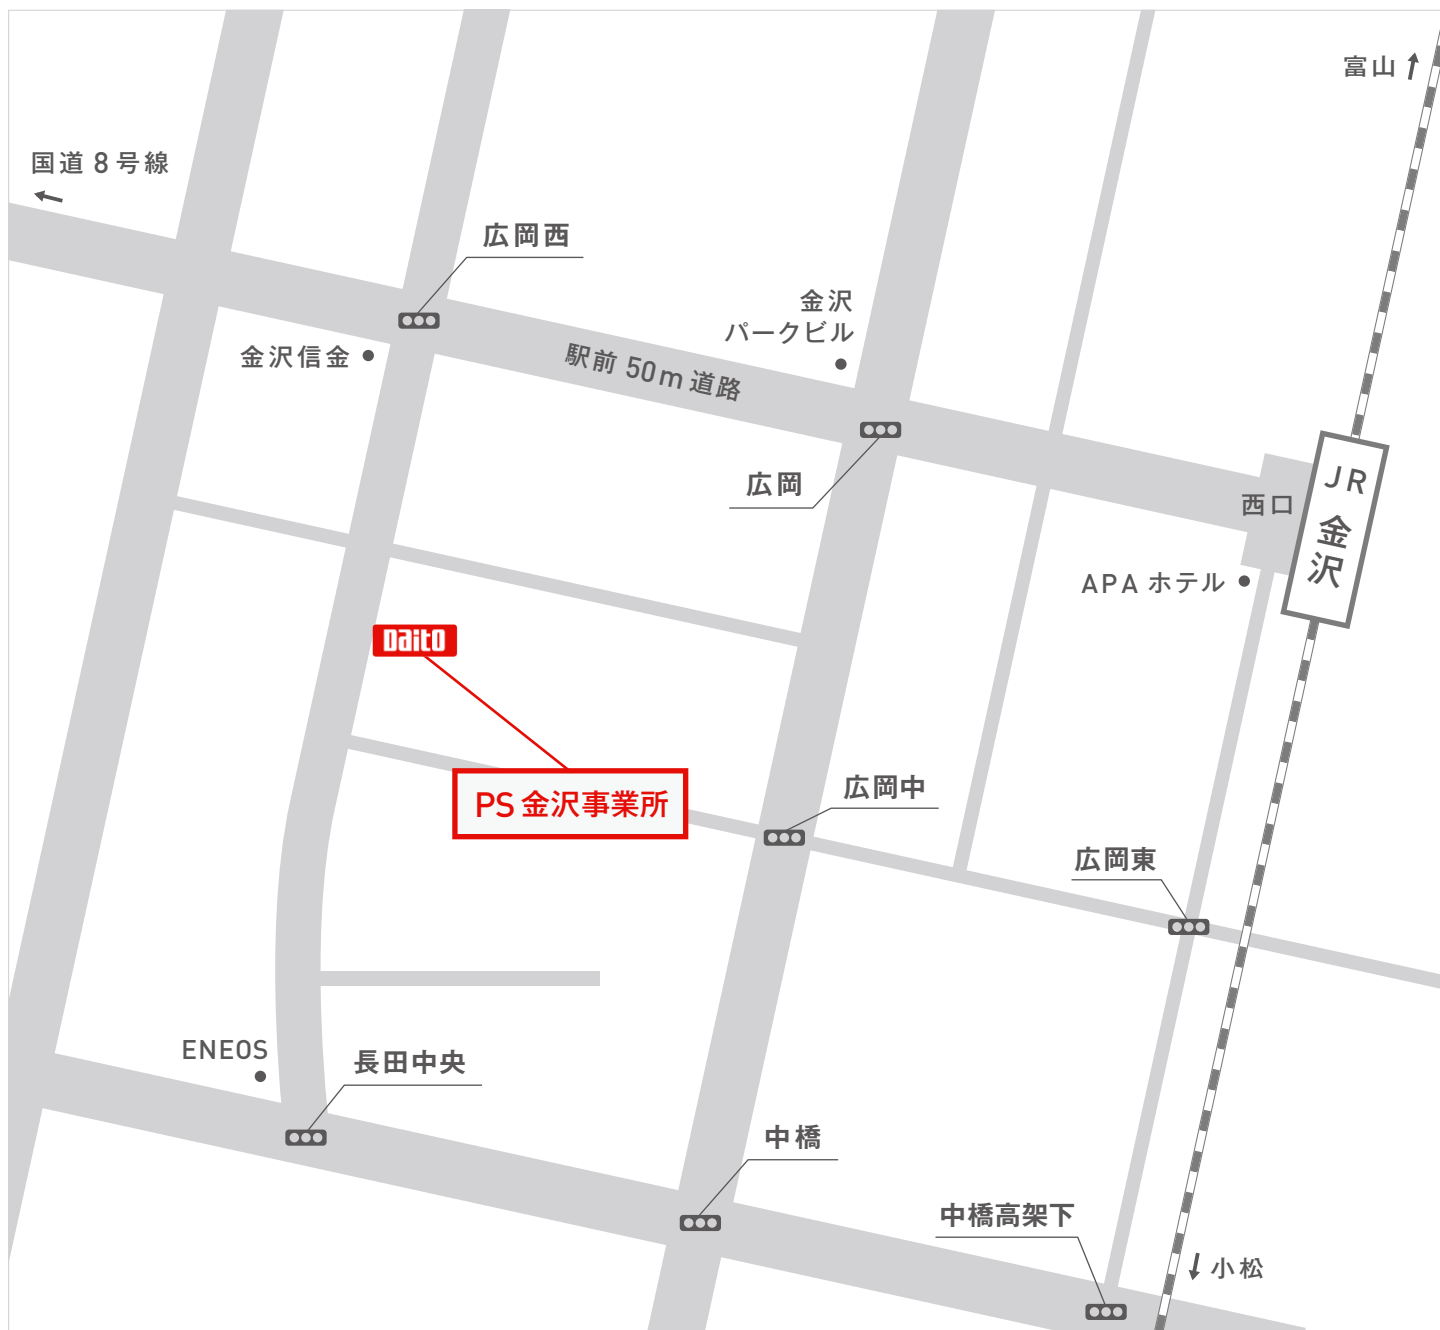 富山
国道 8 号線
広岡西
金沢
パークビル
金沢信金
駅前 50m 道路
広岡
JR
金沢
西口
APA ホテル
Daito
PS 金沢事業所
広岡中
広岡東
ENEOS
長田中央
中橋
中橋高架下
小松